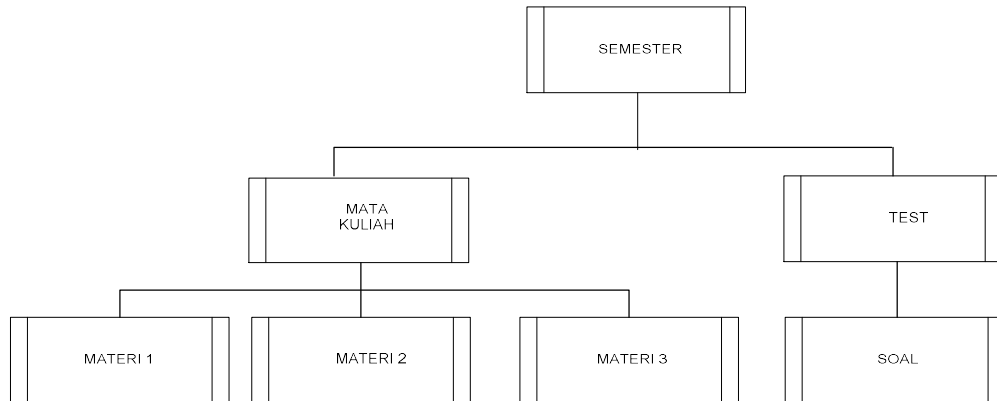 SEMESTER
MATA
KULIAH
TEST
MATERI 1
MATERI 2
MATERI 3
SOAL